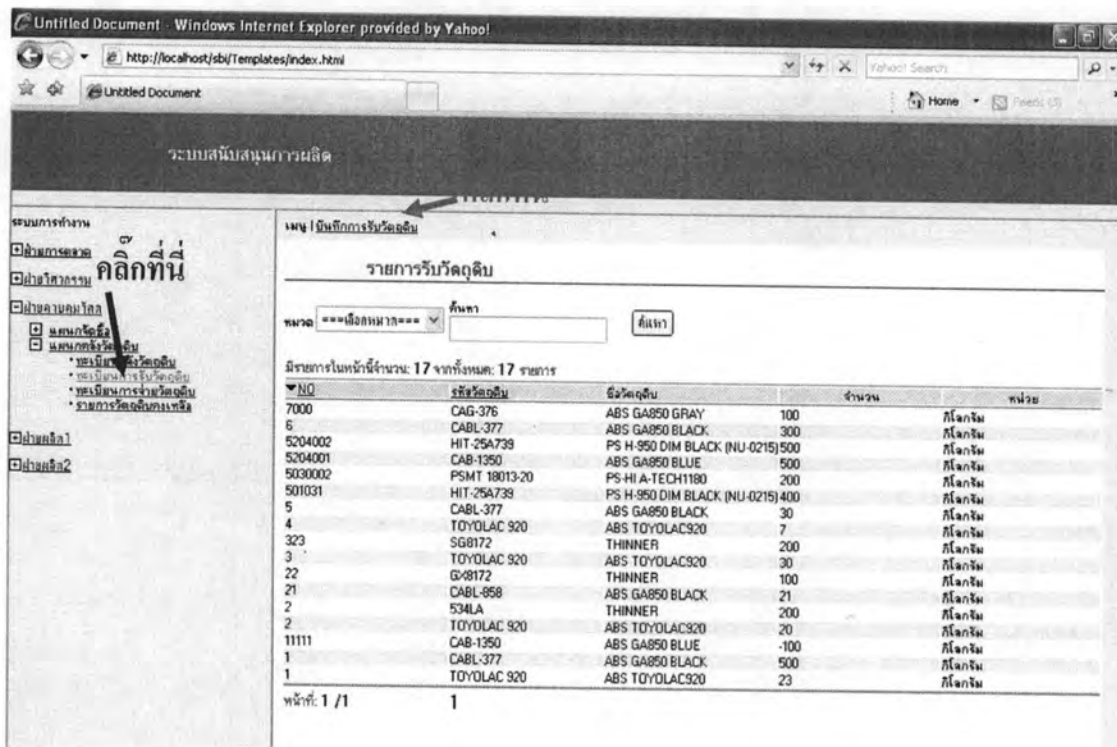 Untitled Document - Windows Internet Explorer provided by Yahoo!
http://localhost/sbi/Templates/index.html
Yahoo! Search
Untitled Document
Home
Feeds
ระบบสนับสนุนการผลิต
ระบบการทำงาน
เมนู | บันทึกการรับวัตถุดิบ
ฝ่ายการตลาด
คลิ๊กที่นี่
ฝ่ายวิศวกรรม
รายการรับวัตถุดิบ
ฝ่ายควบคุมวัสดุ
แผนกจัดซื้อ
แผนกคลังวัตถุดิบ
ทะเบียนคลังวัตถุดิบ
ทะเบียนการรับวัตถุดิบ
ทะเบียนการจ่ายวัตถุดิบ
รายการวัตถุดิบคงเหลือ
ฝ่ายผลิต1
ฝ่ายผลิต2
หมวด ===เลือกหมวด=== ค้นหา ค้นหา
มีรายการในหน้านี้จำนวน: 17 จากทั้งหมด: 17 รายการ
NO รหัสวัตถุดิบ ชื่อวัตถุดิบ จำนวน หน่วย
7000 CAG-376 ABS GA850 GRAY 100 กิโลกรัม
6 CABL-377 ABS GA850 BLACK 300 กิโลกรัม
5204002 HIT-25A739 PS H-950 DIM BLACK (NU-0215) 500 กิโลกรัม
5204001 CAB-1350 ABS GA850 BLUE 500 กิโลกรัม
5030002 PSMT 18013-20 PS-HI A-TECH1180 200 กิโลกรัม
501031 HIT-25A739 PS H-950 DIM BLACK (NU-0215) 400 กิโลกรัม
5 CABL-377 ABS GA850 BLACK 30 กิโลกรัม
4 TOYOLAC 920 ABS TOYOLAC920 กิโลกรัม
323 SG8172 THINNER 200 กิโลกรัม
3 TOYOLAC 920 ABS TOYOLAC920 30 กิโลกรัม
22 GX8172 THINNER 100 กิโลกรัม
21 CABL-858 ABS GA850 BLACK 21 กิโลกรัม
2 534LA THINNER 200 กิโลกรัม
2 TOYOLAC 920 ABS TOYOLAC920 20 กิโลกรัม
11111 CAB-1350 ABS GA850 BLUE -100 กิโลกรัม
1 CABL-377 ABS GA850 BLACK 500 กิโลกรัม
1 TOYOLAC 920 ABS TOYOLAC920 23 กิโลกรัม
หน้าที่: 1 /1 1